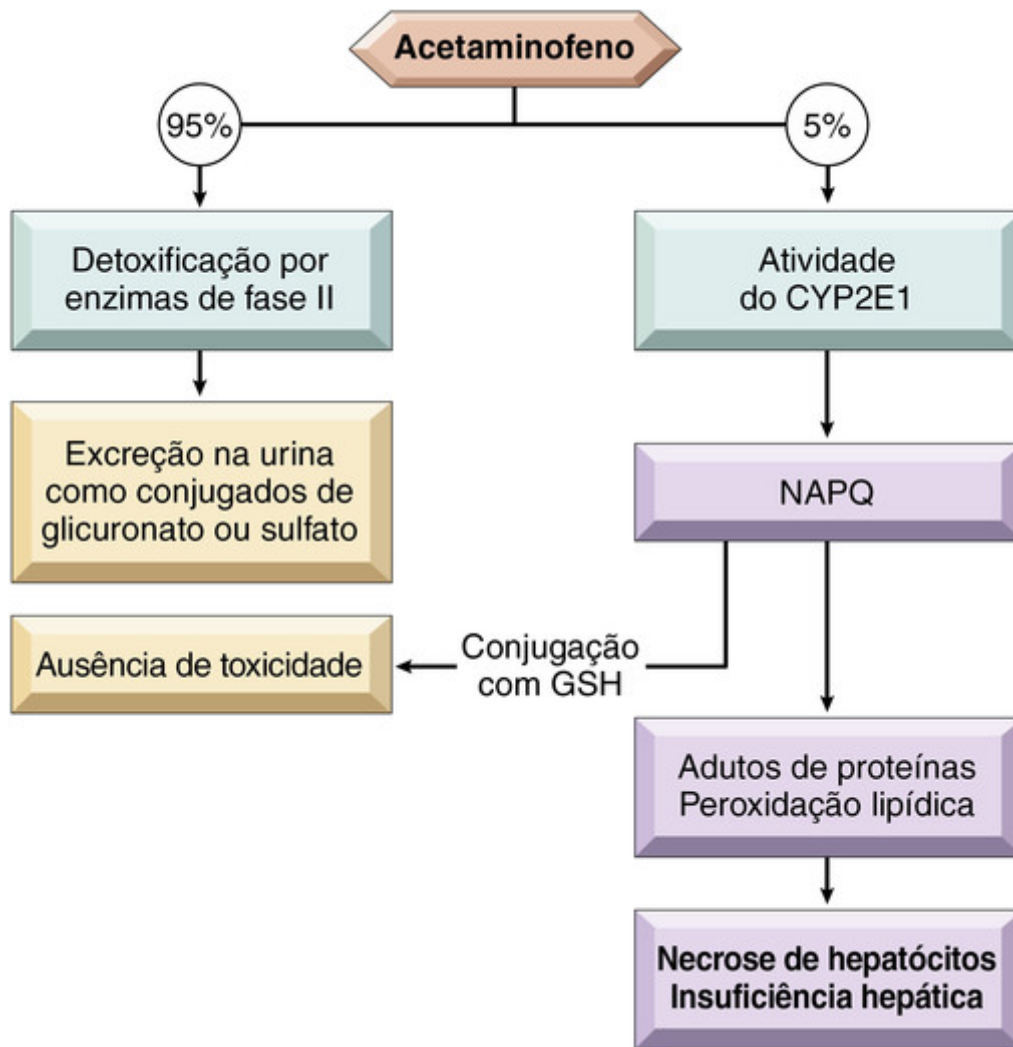 Acetaminofeno
95%
5%
Detoxificação por
enzimas de fase II
Atividade
do CYP2E1
Excreção na urina
como conjugados de
glicuronato ou sulfato
NAPQ
Ausência de toxicidade
Conjugação
com GSH
Adutos de proteínas
Peroxidação lipídica
Necrose de hepatócitos
Insuficiência hepática